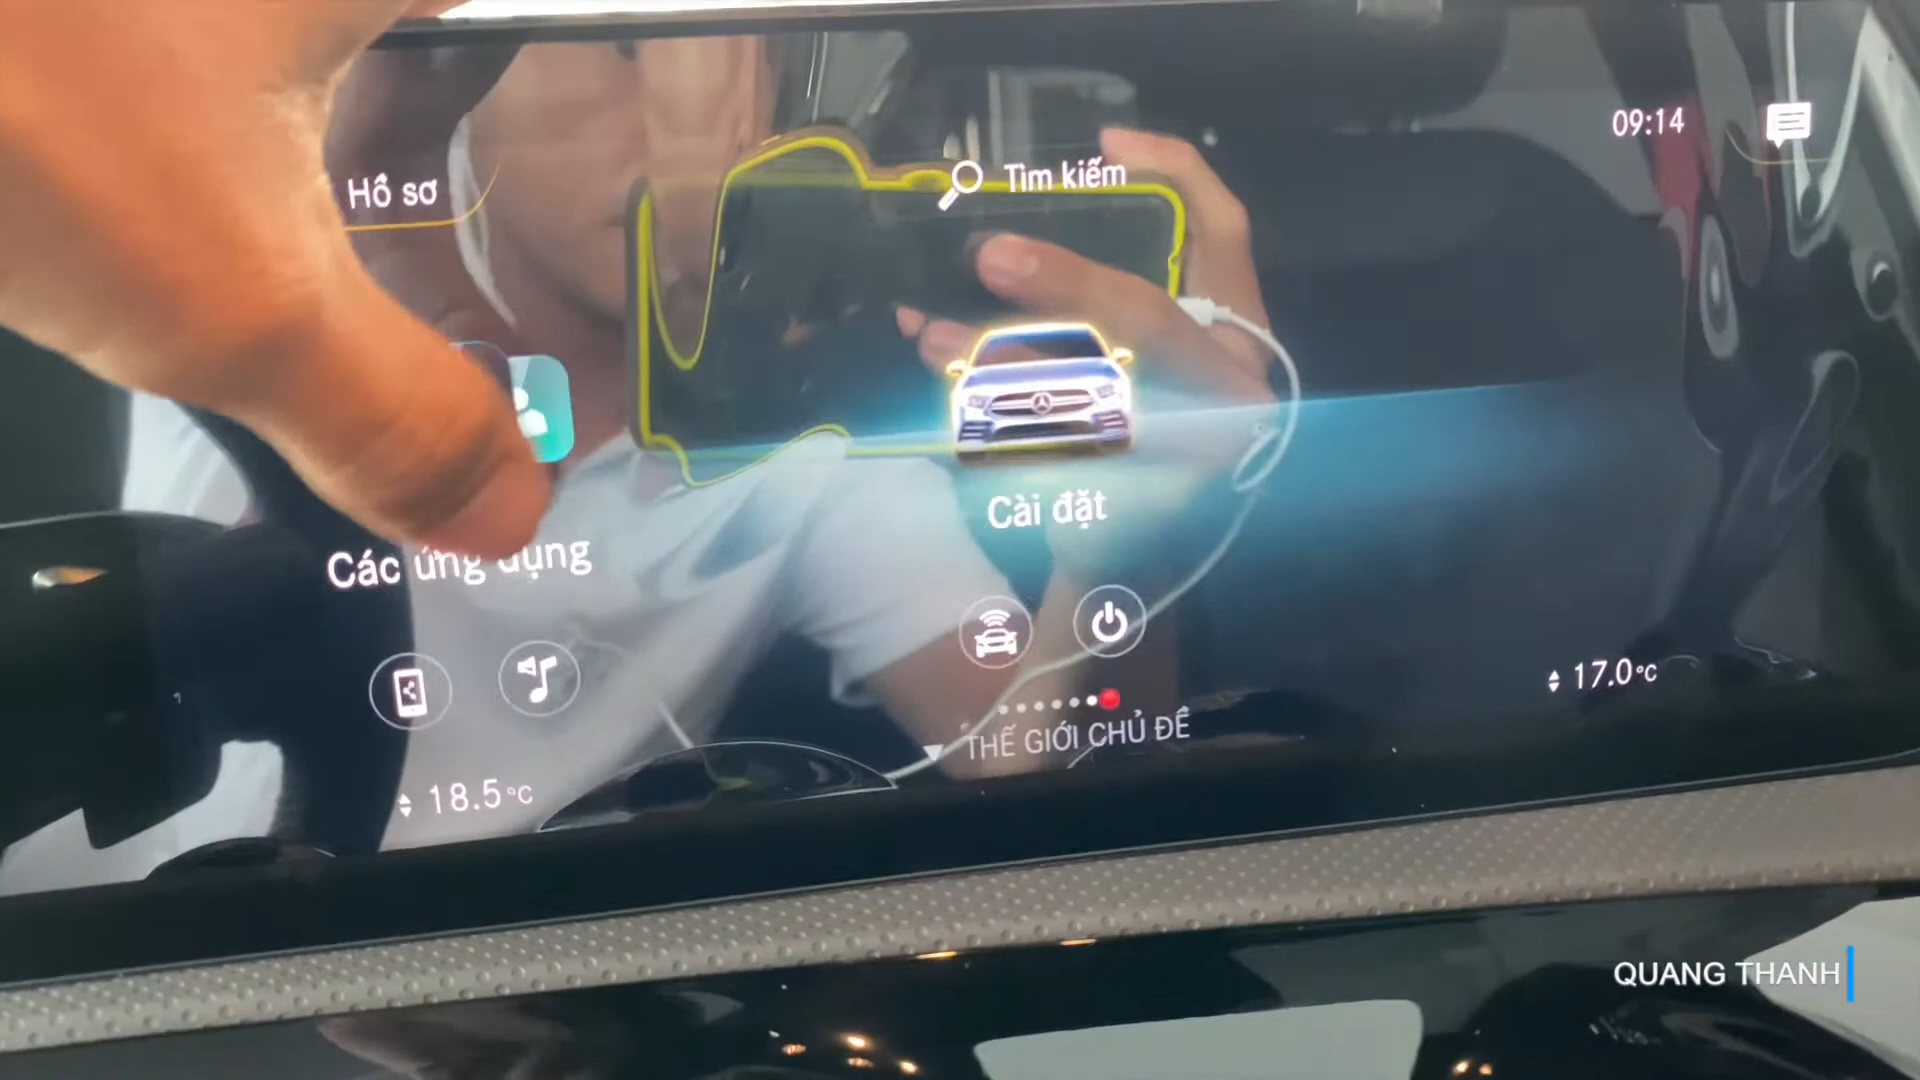 09:14
Tìm kiếm
Hồ sơ
Cài đặt
Các ứng dụng
17.0°C
THẾ GIỚI CHỦ ĐỀ
18.5°C
QUANG THANH